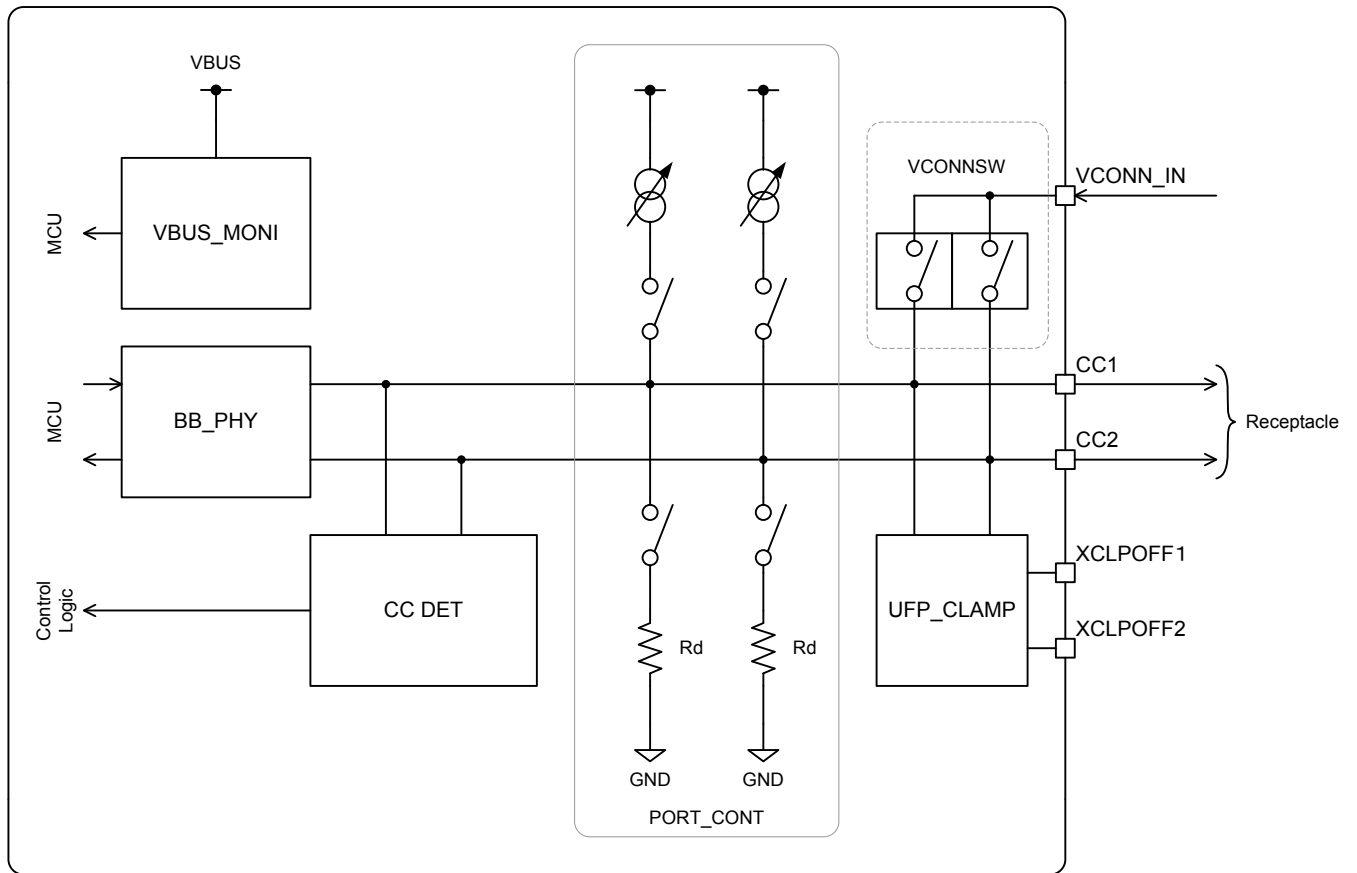 VBUS
VCONNSW
VCONN_IN
MCU
VBUS_MONI
CC1
MCU
BB_PHY
Receptacle
CC2
XCLPOFF1
Control
Logic
CC DET
UFP_CLAMP
XCLPOFF2
Rd
Rd
GND
GND
PORT_CONT